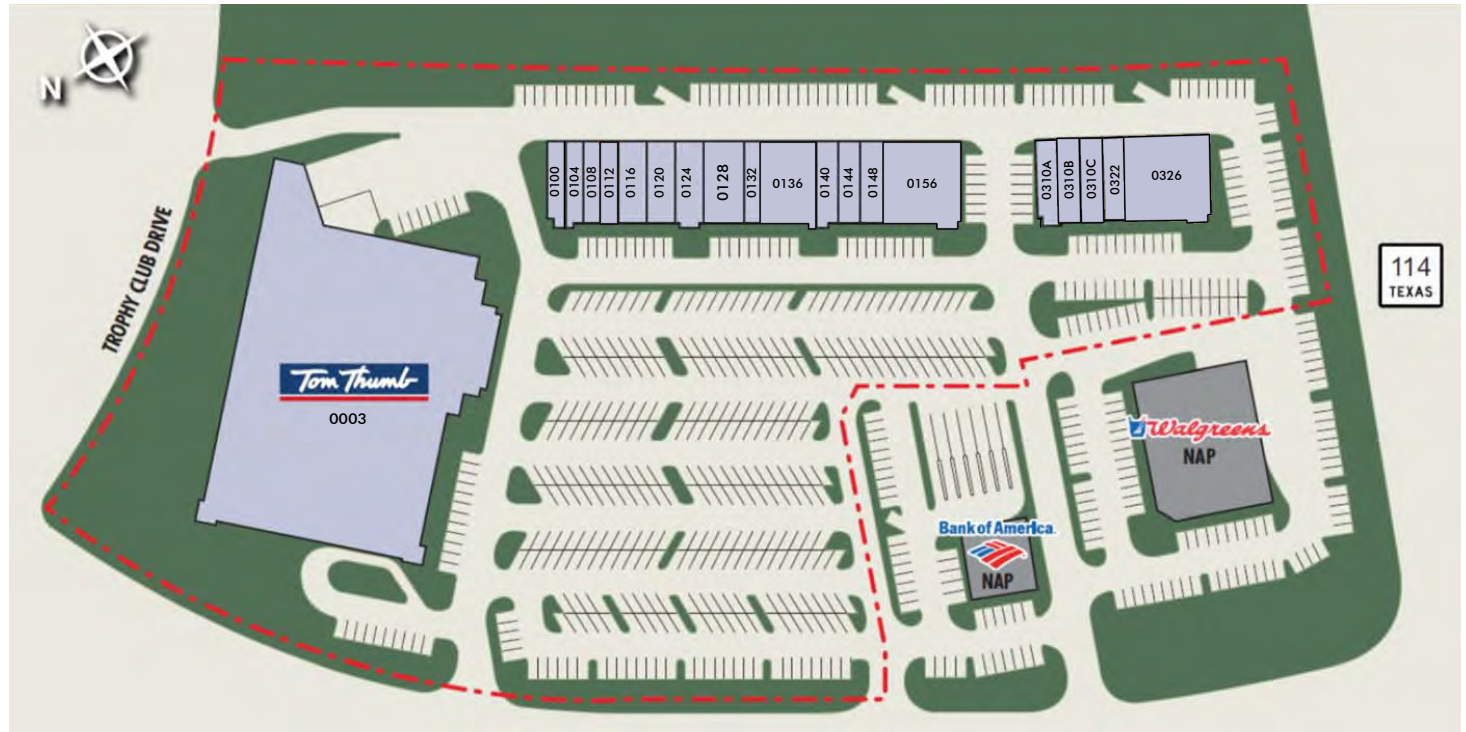 N
TROPHY CLUB DRIVE
0100
0104
0108
0112
0116
0120
0124
0128
0132
0136
0140
0144
0148
0156
0310A
0310B
0310C
0322
0326
114
TEXAS
Tom Thumb
0003
Walgreens
NAP
Bank of America
NAP